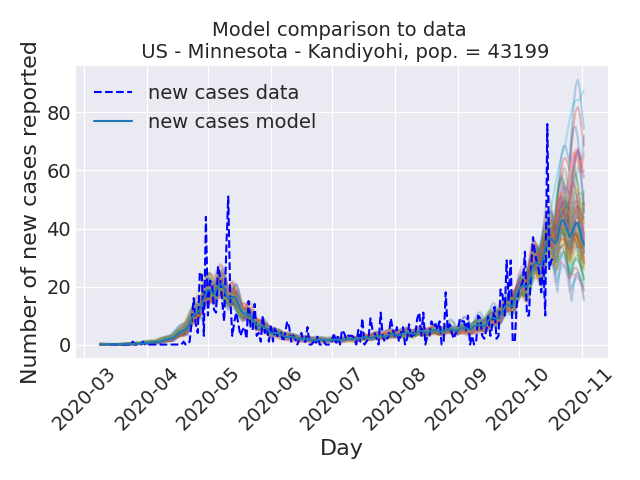 Model comparison to data
US - Minnesota - Kandiyohi, pop. = 43199
Number of new cases reported
80
60
40
20
0
new cases data
new cases model
2020-03
2020-04
2020-05
2020-06
2020-07
2020-08
2020-09
2020-10
2020-11
Day